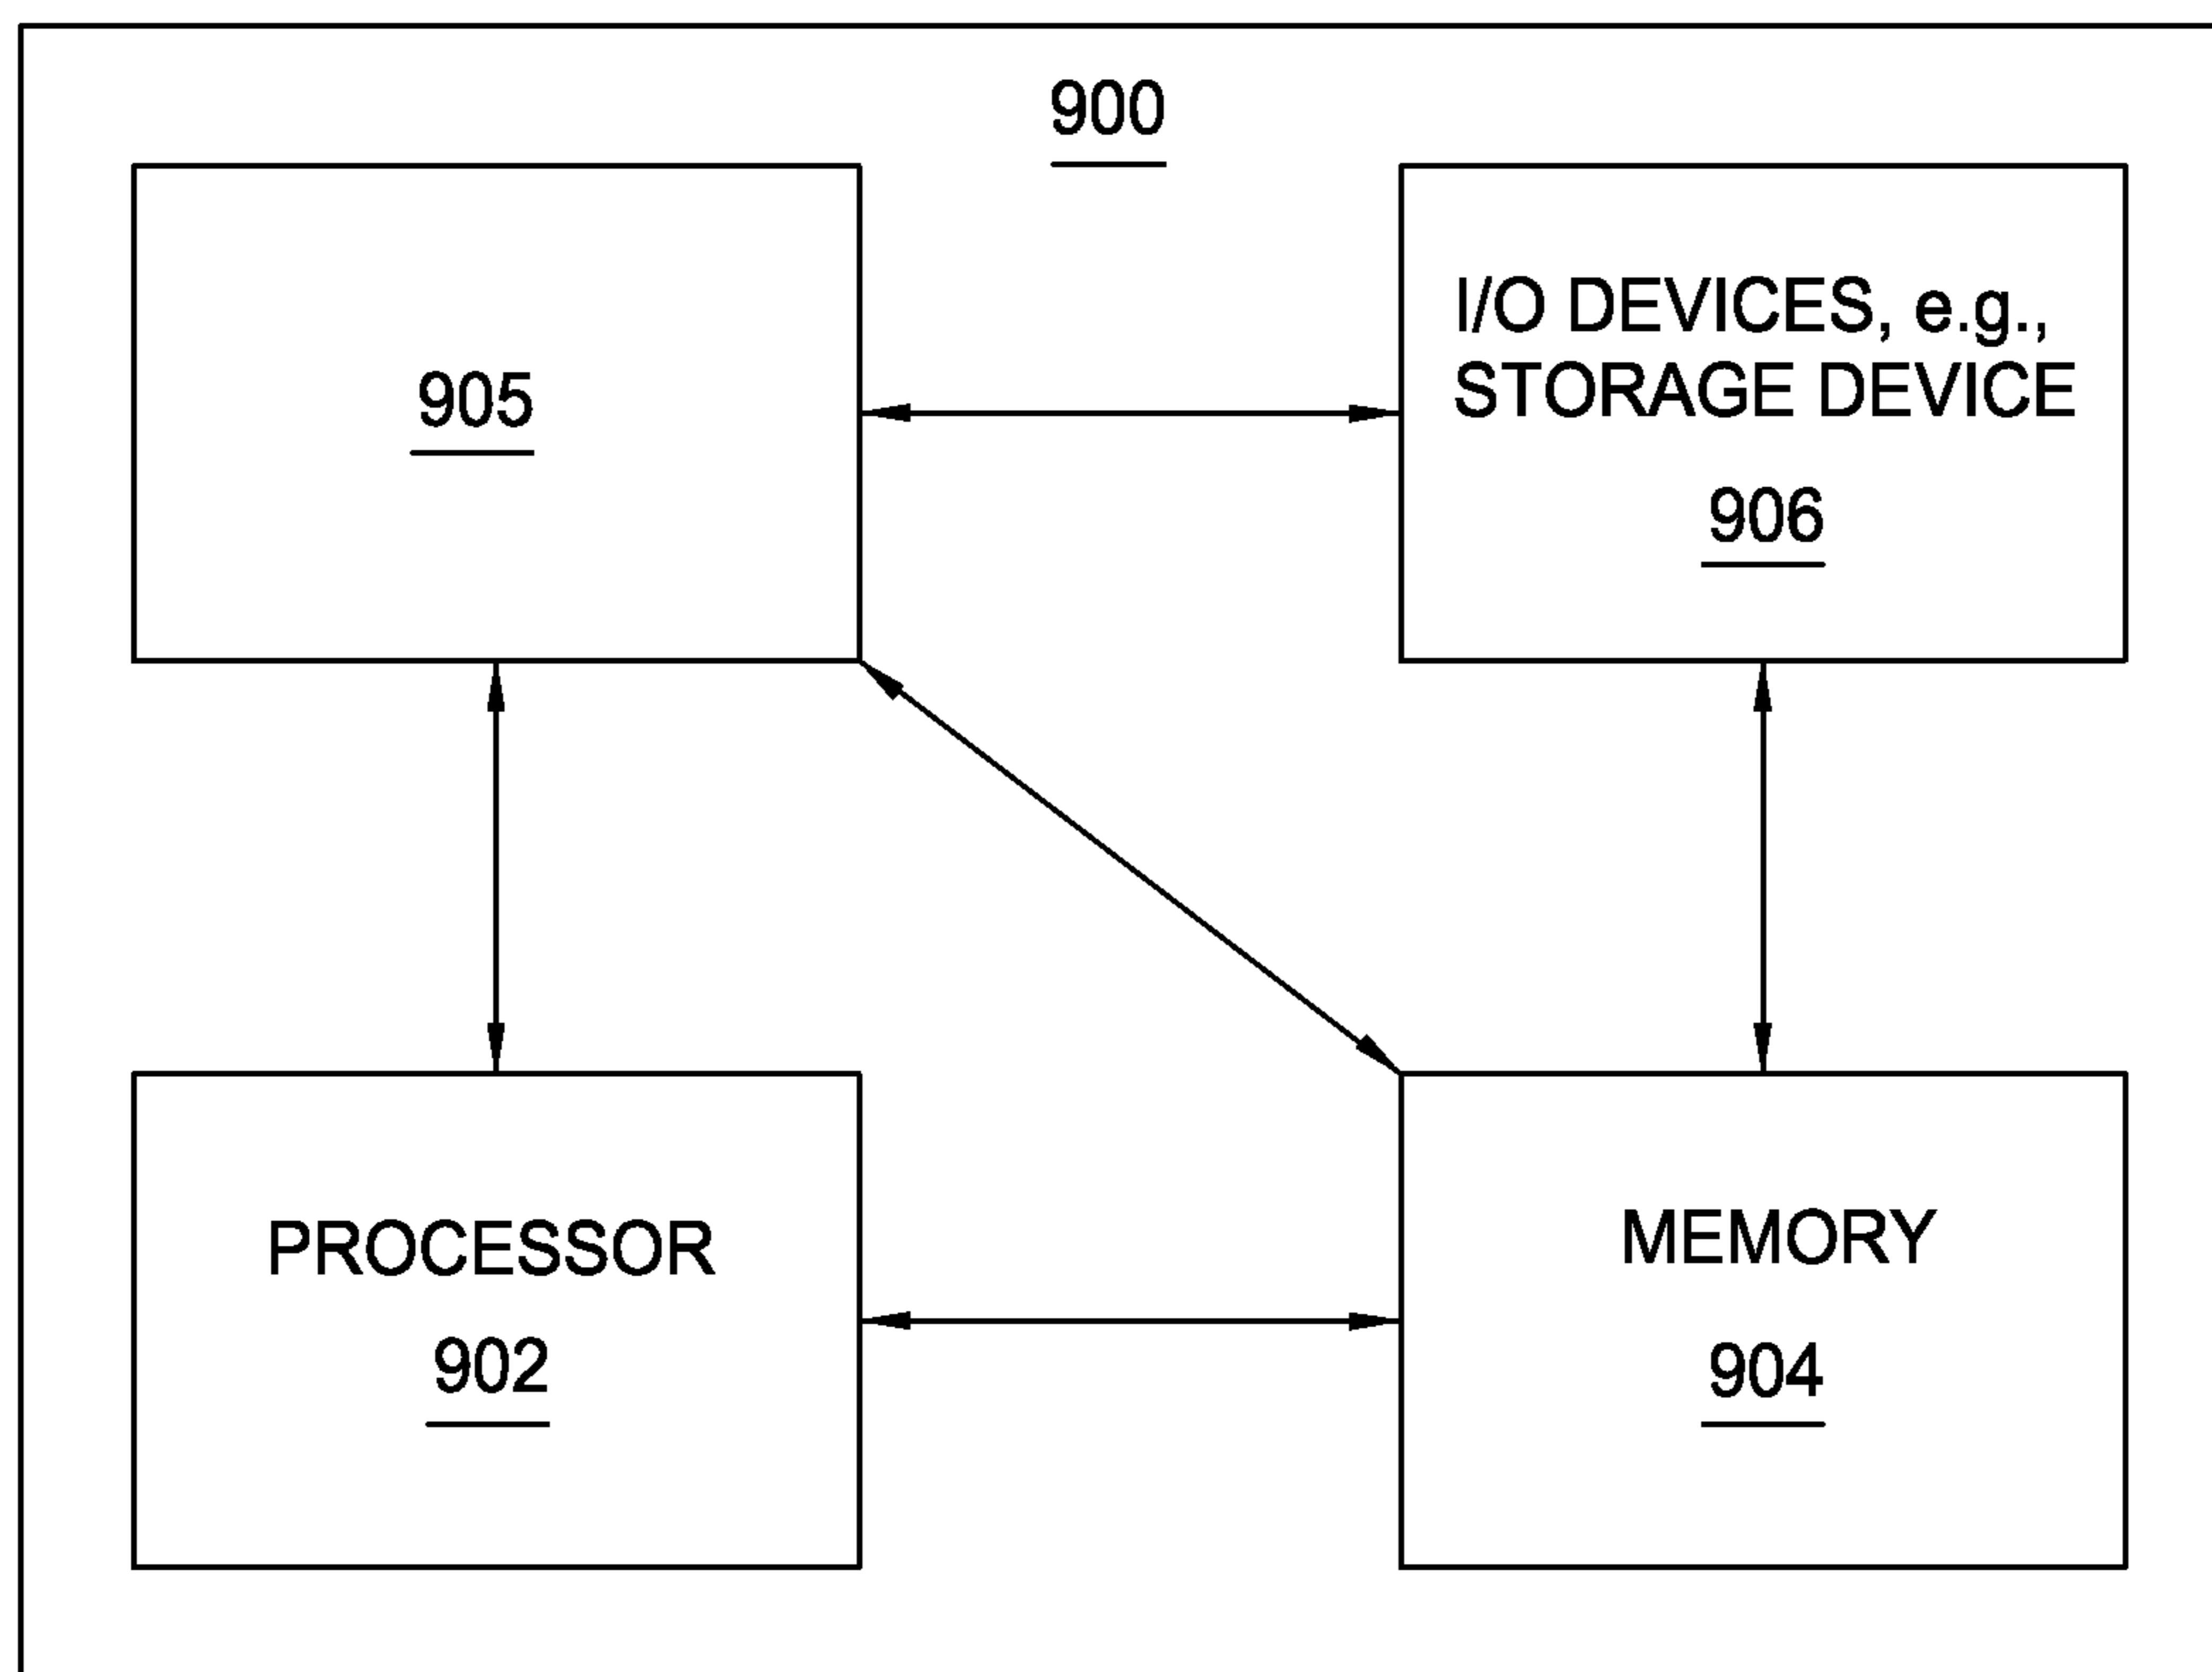 900
905
I/O DEVICES, e.g.,
STORAGE DEVICE
906
PROCESSOR
902
MEMORY
904